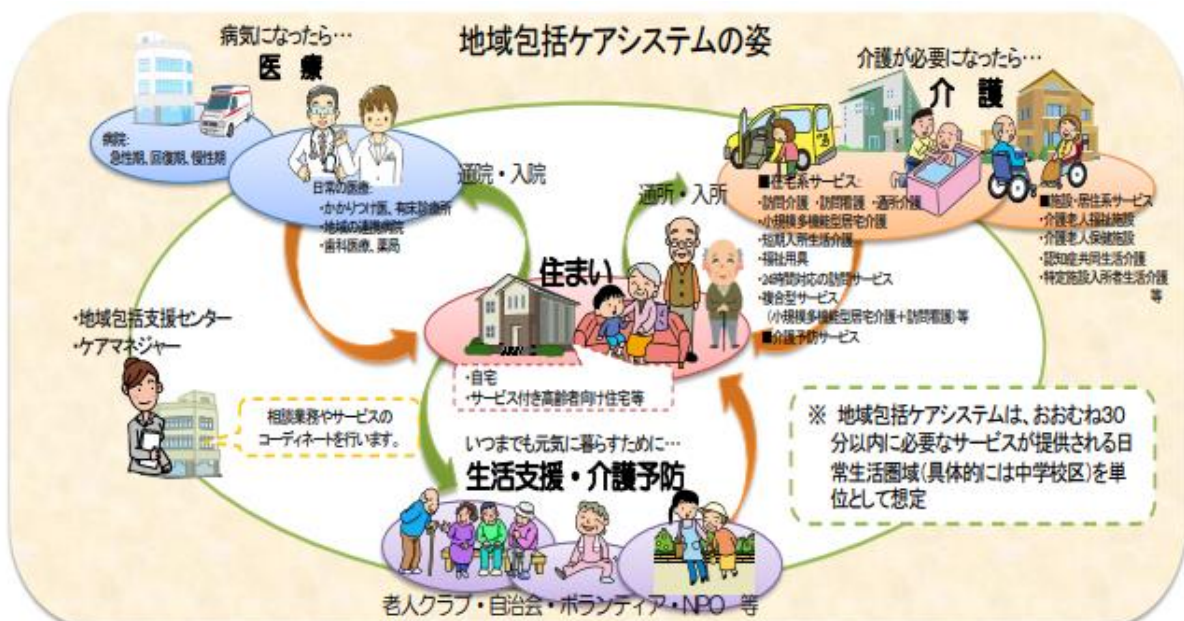 地域包括ケアシステムの姿
病気になったら…
医 療
病院:
急性期、回復期、慢性期
日常の医療:
・かかりつけ医、有床診療所
・地域の連携病院
・歯科医療、薬局
通院・入院
通所・入所
介護が必要になったら…
介 護
■在宅系サービス:
・訪問介護 ・訪問看護 ・通所介護
・小規模多機能型居宅介護
・短期入所生活介護
・福祉用具
・24時間対応の訪問サービス
・複合型サービス
(小規模多機能型居宅介護+訪問看護)等
■介護予防サービス
■施設・居住系サービス
・介護老人福祉施設
・介護老人保健施設
・認知症共同生活介護
・特定施設入所者生活介護
等
住まい
・自宅
・サービス付き高齢者向け住宅等
・地域包括支援センター
・ケアマネジャー
相談業務やサービスの
コーディネートを行います。
いつまでも元気に暮らすために…
生活支援・介護予防
老人クラブ・自治会・ボランティア・NPO 等
※ 地域包括ケアシステムは、おおむね30
分以内に必要なサービスが提供される日
常生活圏域(具体的には中学校区)を単
位として想定